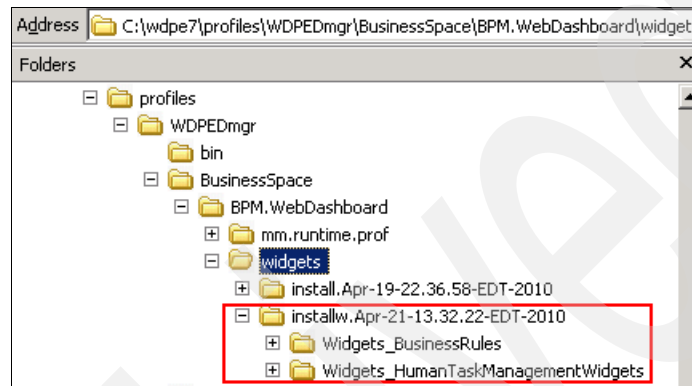 Address C:\wdpe7\profiles\WDPEDmgr\BusinessSpace\BPM.WebDashboard\widget
Folders
profiles
WDPEDmgr
bin
BusinessSpace
BPM.WebDashboard
mm.runtime.prof
widgets
install.Apr-19-22.36.58-EDT-2010
installw.Apr-21-13.32.22-EDT-2010
Widgets_BusinessRules
Widgets_HumanTaskManagementWidgets